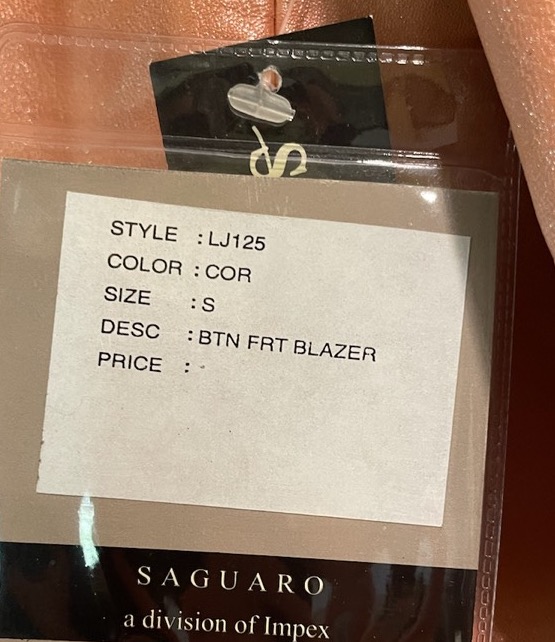 S
STYLE : LJ125
COLOR : COR
SIZE : S
DESC : BTN FRT BLAZER
PRICE : -
SAGUARO
a division of Impex